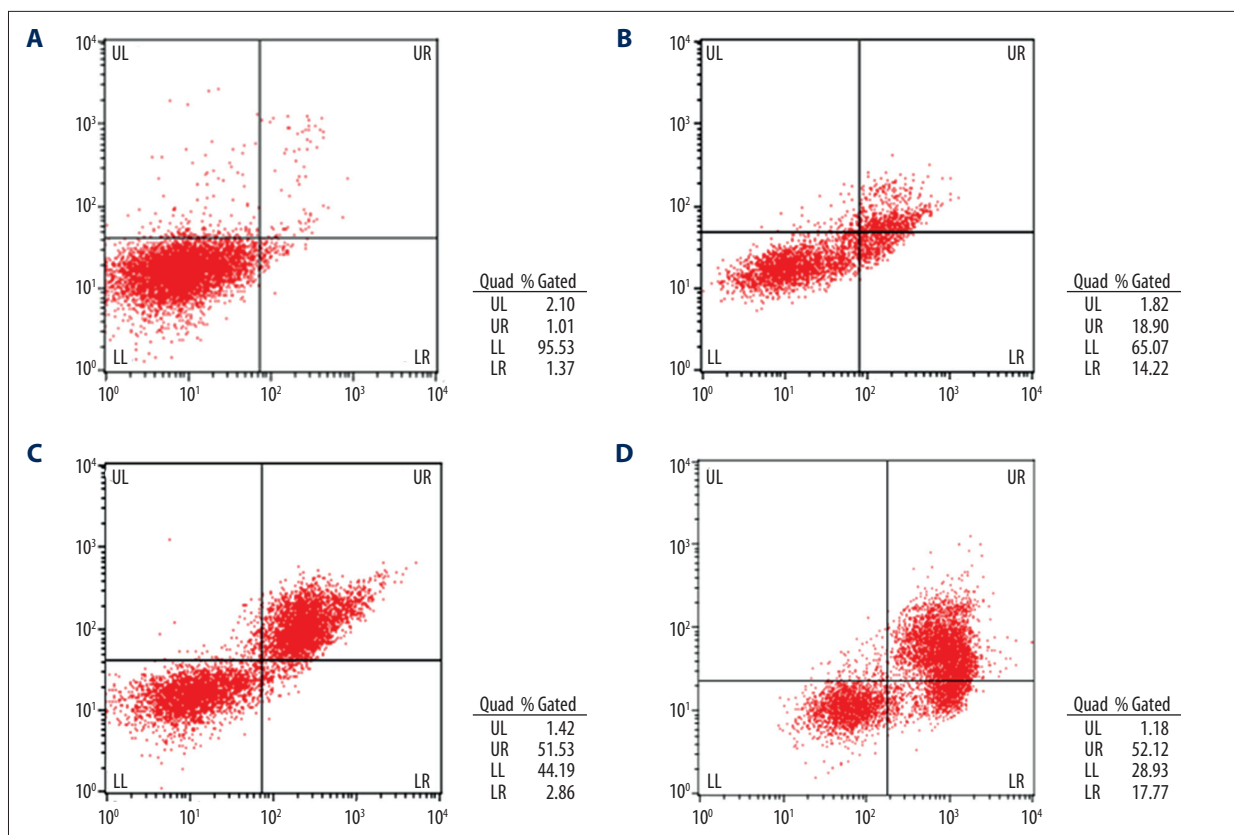 A
UL
UR
LL
LR
10⁴
10³
10²
10¹
10⁰
10⁰ 10¹ 10² 10³ 10⁴
Quad % Gated
UL 2.10
UR 1.01
LL 95.53
LR 1.37
B
UL
UR
LL
LR
10⁴
10³
10²
10¹
10⁰
10⁰ 10¹ 10² 10³ 10⁴
Quad % Gated
UL 1.82
UR 18.90
LL 65.07
LR 14.22
C
UL
UR
LL
LR
10⁴
10³
10²
10¹
10⁰
10⁰ 10¹ 10² 10³ 10⁴
Quad % Gated
UL 1.42
UR 51.53
LL 44.19
LR 2.86
D
UL
UR
LL
LR
10⁴
10³
10²
10¹
10⁰
10⁰ 10¹ 10² 10³ 10⁴
Quad % Gated
UL 1.18
UR 52.12
LL 28.93
LR 17.77